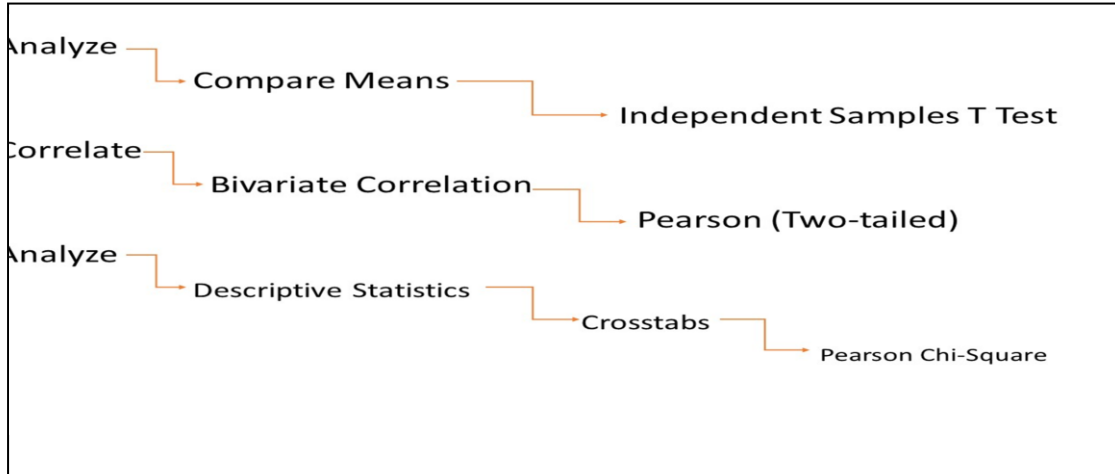 Analyze
Compare Means
Independent Samples T Test
Correlate
Bivariate Correlation
Pearson (Two-tailed)
Analyze
Descriptive Statistics
Crosstabs
Pearson Chi-Square